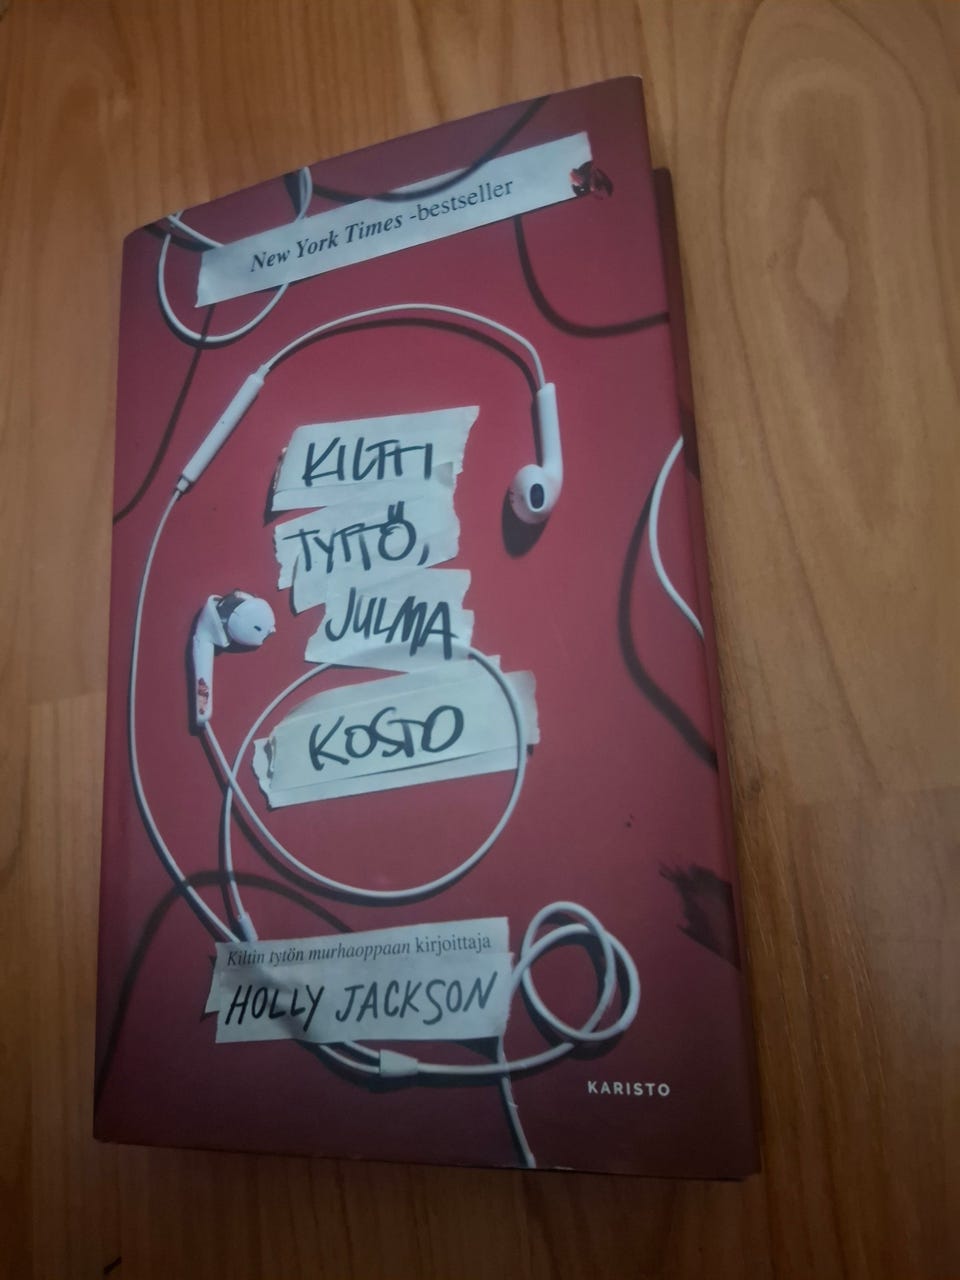 New York Times -bestseller
KILTTI
TYTTÖ,
JULMA
KOSTO
Kiltin tytön murhaoppaan kirjoittaja
HOLLY JACKSON
KARISTO